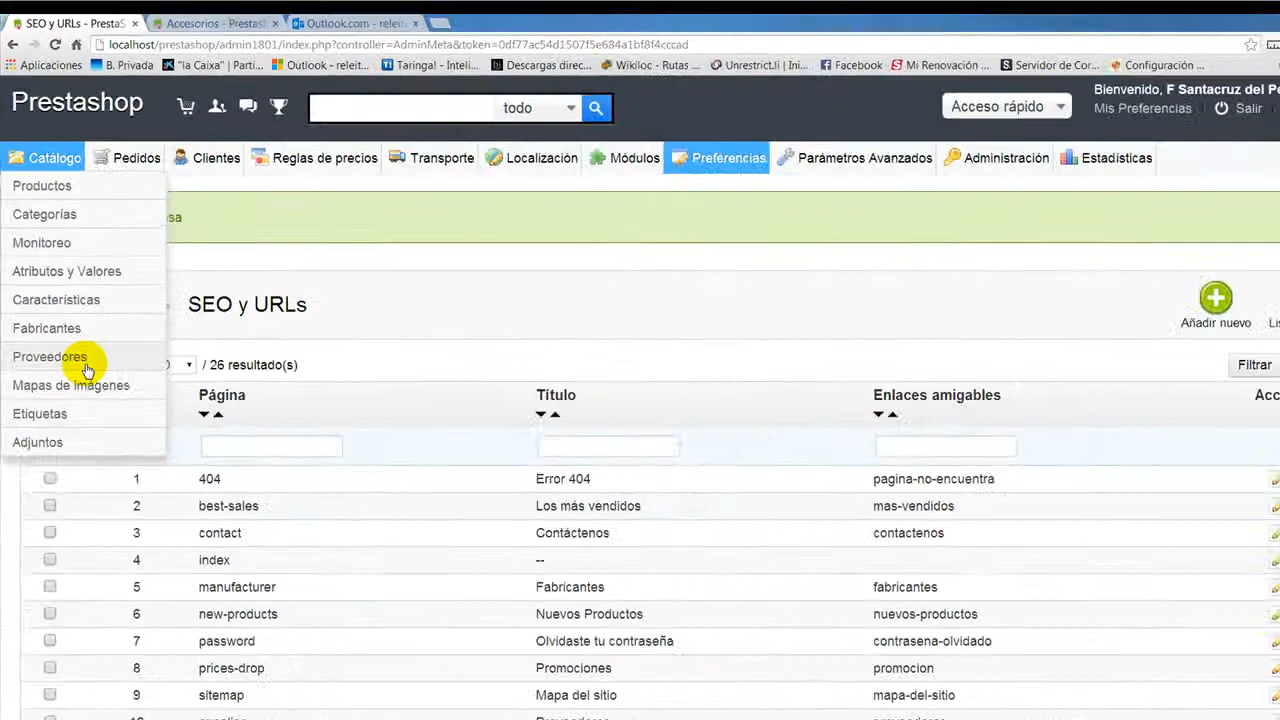 SEO y URLs - PrestaS
Accesorios - Prestash
Outlook.com - releit
localhost/prestashop/admin1801/index.php?controller=AdminMeta&token=0df77ac54d1507f5e684a1bf8f4cccad
Aplicaciones B. Privada "la Caixa" | Parti... Outlook - releit... Taringa! - Inteli... Descargas direc... Wikiloc - Rutas ... Unrestrict.li | Ini... Facebook Mi Renovación ... Servidor de Cor... Configuración ...
Prestashop
todo
Acceso rápido
Bienvenido, F Santacruz del Pe
Mis Preferencias Salir
Catálogo Pedidos Clientes Reglas de precios Transporte Localización Módulos Preferencias Parámetros Avanzados Administración Estadísticas
Productos
Categorías
Monitoreo
Atributos y Valores
Características
Fabricantes
Proveedores
Mapas de imágenes
Etiquetas
Adjuntos
osa
SEO y URLs
Añadir nuevo
Lis
0 / 26 resultado(s)
Filtrar
Página Título Enlaces amigables Acc
1 404 Error 404 pagina-no-encuentra
2 best-sales Los más vendidos mas-vendidos
3 contact Contáctenos contactenos
4 index --
5 manufacturer Fabricantes fabricantes
6 new-products Nuevos Productos nuevos-productos
7 password Olvidaste tu contraseña contrasena-olvidado
8 prices-drop Promociones promocion
9 sitemap Mapa del sitio mapa-del-sitio